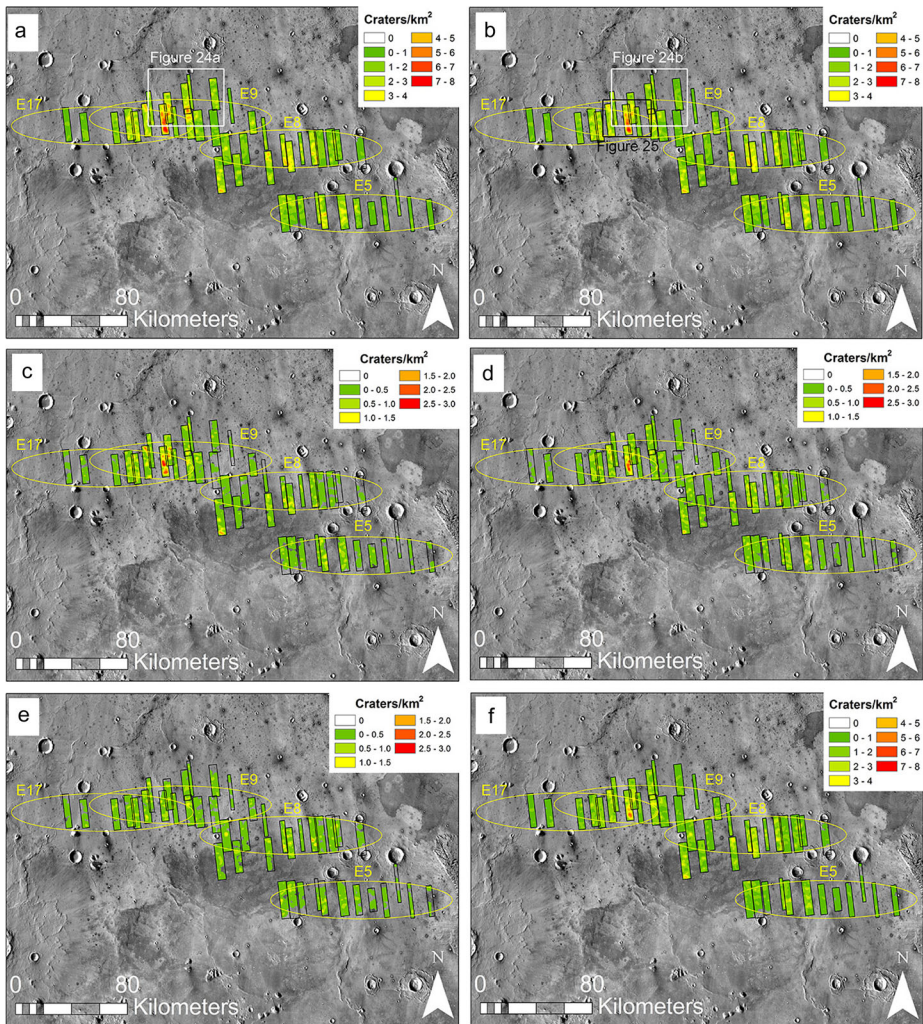 a
Craters/km²
0
0 - 1
1 - 2
2 - 3
3 - 4
4 - 5
5 - 6
6 - 7
7 - 8
Figure 24a
E17
E9
E8
E5
N
0 80
Kilometers
b
Craters/km²
0
0 - 1
1 - 2
2 - 3
3 - 4
4 - 5
5 - 6
6 - 7
7 - 8
Figure 24b
E17
E9
E8
Figure 25
E5
N
0 80
Kilometers
c
Craters/km²
0
0 - 0.5
0.5 - 1.0
1.0 - 1.5
1.5 - 2.0
2.0 - 2.5
2.5 - 3.0
E17
E9
E8
E5
N
0 80
Kilometers
d
Craters/km²
0
0 - 0.5
0.5 - 1.0
1.0 - 1.5
1.5 - 2.0
2.0 - 2.5
2.5 - 3.0
E17
E9
E8
E5
N
0 80
Kilometers
e
Craters/km²
0
0 - 0.5
0.5 - 1.0
1.0 - 1.5
1.5 - 2.0
2.0 - 2.5
2.5 - 3.0
E17
E9
E8
E5
N
0 80
Kilometers
f
Craters/km²
0
0 - 1
1 - 2
2 - 3
3 - 4
4 - 5
5 - 6
6 - 7
7 - 8
E17
E9
E8
E5
N
0 80
Kilometers